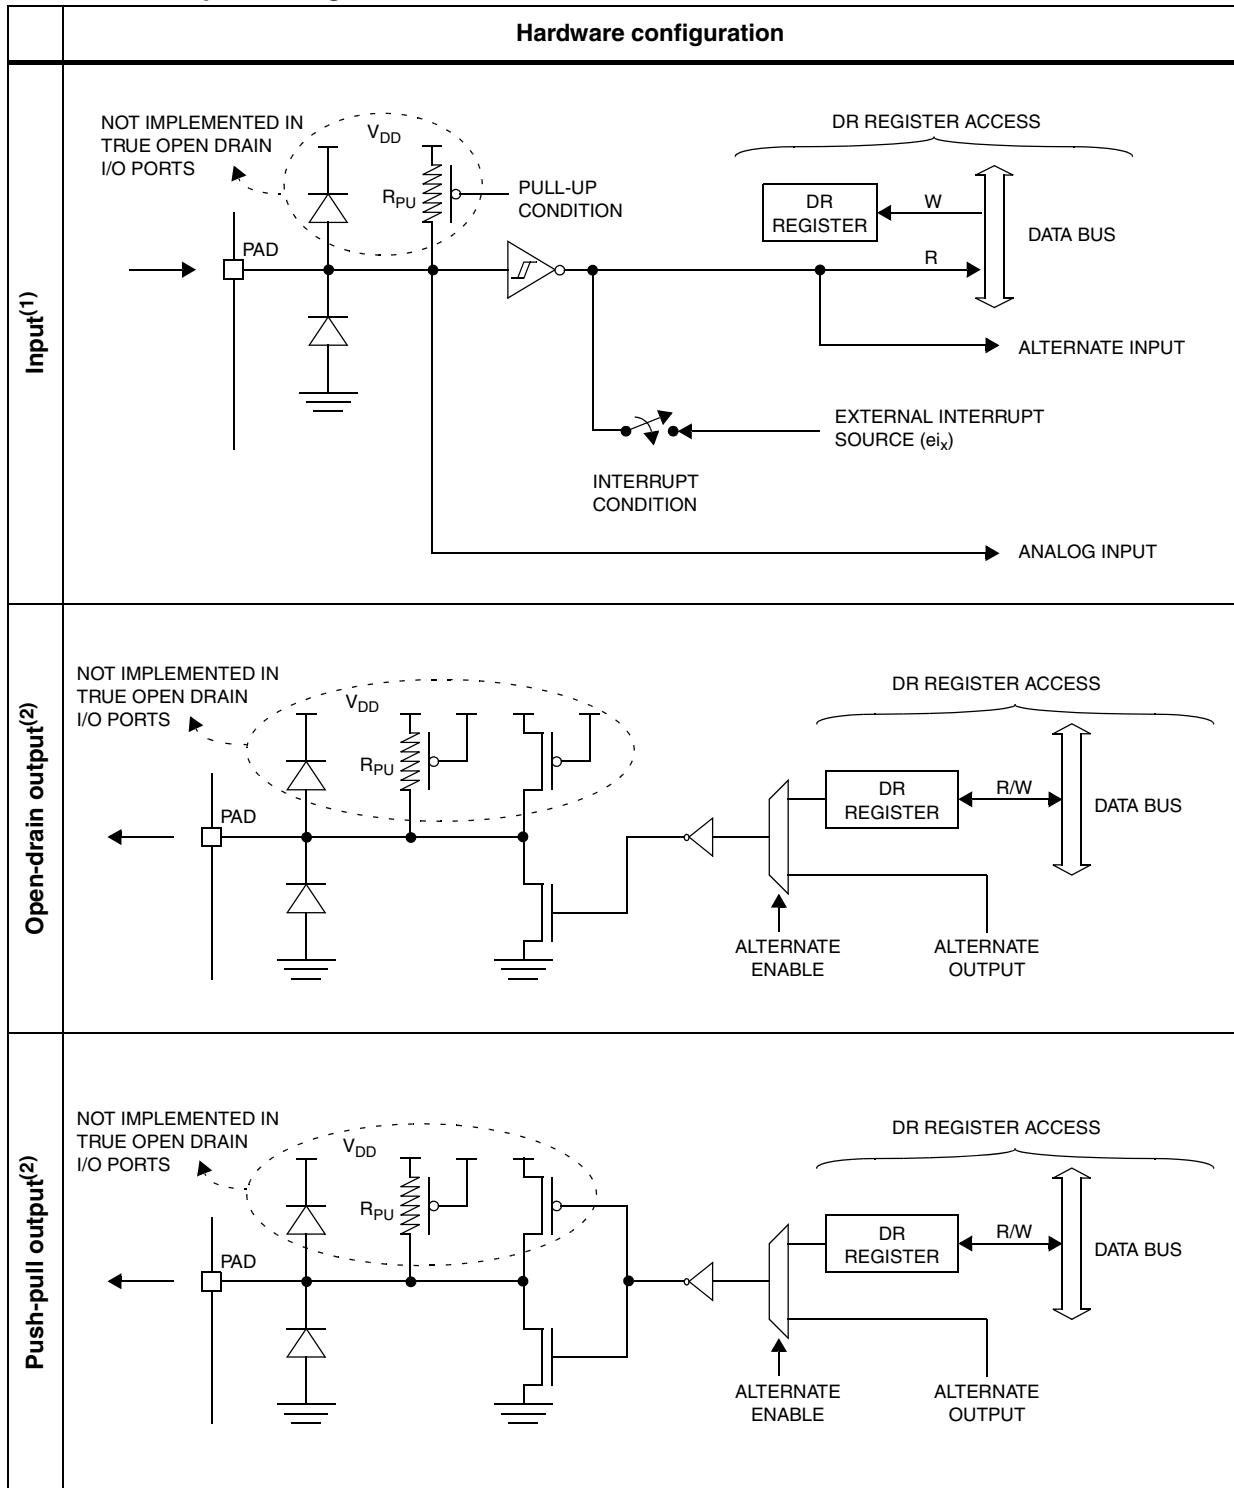 Hardware configuration
Input(1)
NOT IMPLEMENTED IN
TRUE OPEN DRAIN
I/O PORTS
VDD
RPU
PULL-UP
CONDITION
PAD
DR REGISTER ACCESS
DR
REGISTER
W
R
DATA BUS
ALTERNATE INPUT
EXTERNAL INTERRUPT
SOURCE (eix)
INTERRUPT
CONDITION
ANALOG INPUT
Open-drain output(2)
NOT IMPLEMENTED IN
TRUE OPEN DRAIN
I/O PORTS
VDD
RPU
PAD
DR REGISTER ACCESS
DR
REGISTER
R/W
DATA BUS
ALTERNATE
ENABLE
ALTERNATE
OUTPUT
Push-pull output(2)
NOT IMPLEMENTED IN
TRUE OPEN DRAIN
I/O PORTS
VDD
RPU
PAD
DR REGISTER ACCESS
DR
REGISTER
R/W
DATA BUS
ALTERNATE
ENABLE
ALTERNATE
OUTPUT